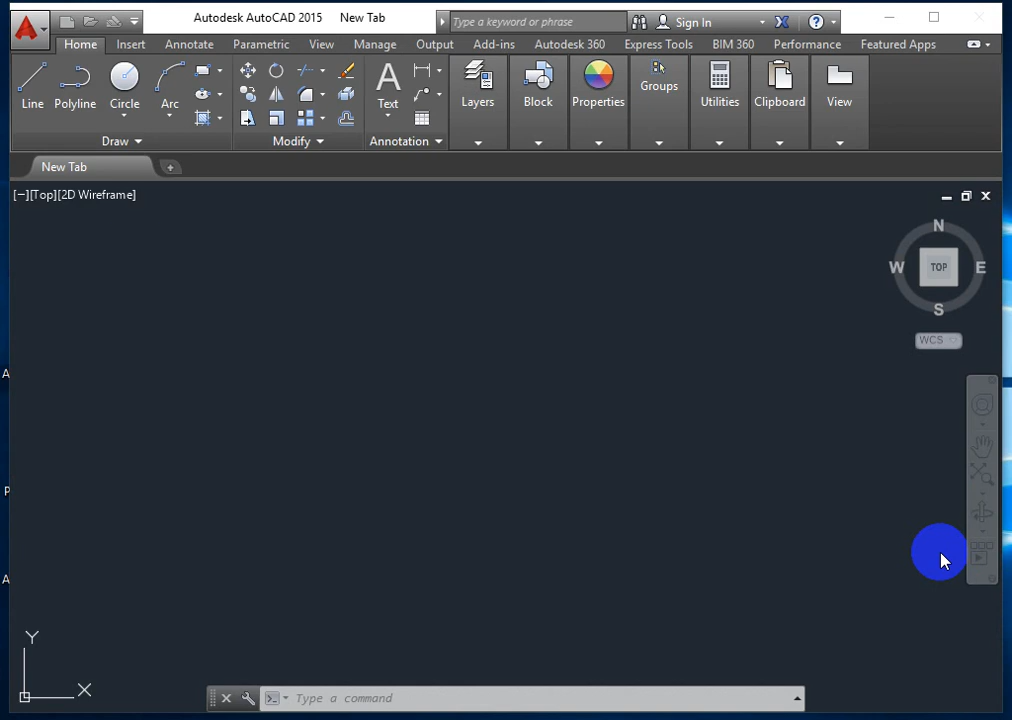 Autodesk AutoCAD 2015 New Tab
Type a keyword or phrase
Sign In
Home Insert Annotate Parametric View Manage Output Add-ins Autodesk 360 Express Tools BIM 360 Performance Featured Apps
Line Polyline Circle Arc
Text
Layers Block Properties Groups Utilities Clipboard View
Draw Modify Annotation
New Tab
[−][Top][2D Wireframe]
N
W TOP E
S
WCS
A
P
A
Y
X
Type a command